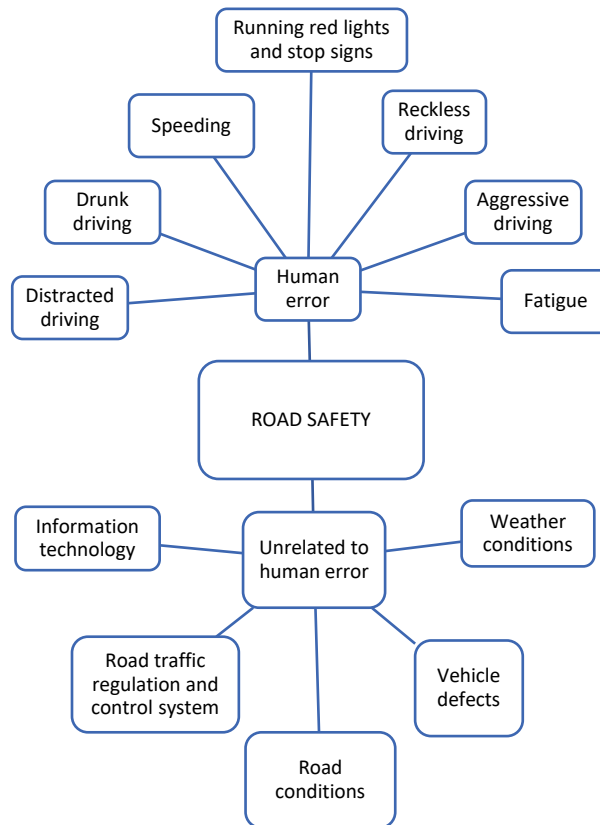 Running red lights
and stop signs
Speeding
Reckless
driving
Drunk
driving
Aggressive
driving
Distracted
driving
Human
error
Fatigue
ROAD SAFETY
Information
technology
Unrelated to
human error
Weather
conditions
Road traffic
regulation and
control system
Vehicle
defects
Road
conditions